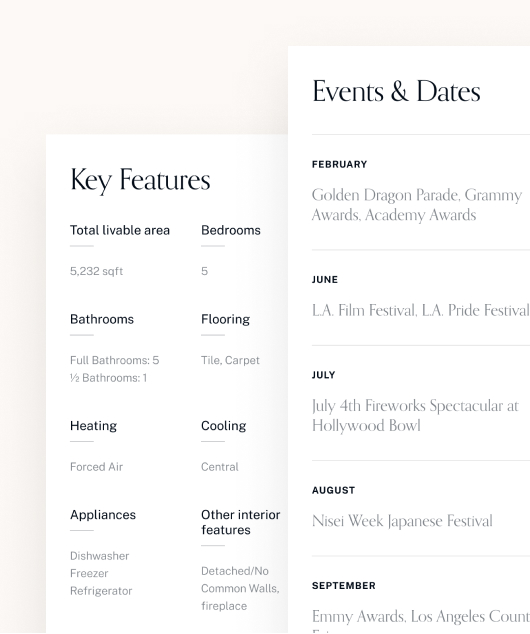 Key Features
Total livable area
5,232 sqft
Bedrooms
5
Bathrooms
Full Bathrooms: 5
½ Bathrooms: 1
Flooring
Tile, Carpet
Heating
Forced Air
Cooling
Central
Appliances
Dishwasher
Freezer
Refrigerator
Other interior
features
Detached/No
Common Walls,
fireplace
Events & Dates
FEBRUARY
Golden Dragon Parade, Grammy
Awards, Academy Awards
JUNE
L.A. Film Festival, L.A. Pride Festival
JULY
July 4th Fireworks Spectacular at
Hollywood Bowl
AUGUST
Nisei Week Japanese Festival
SEPTEMBER
Emmy Awards, Los Angeles Count